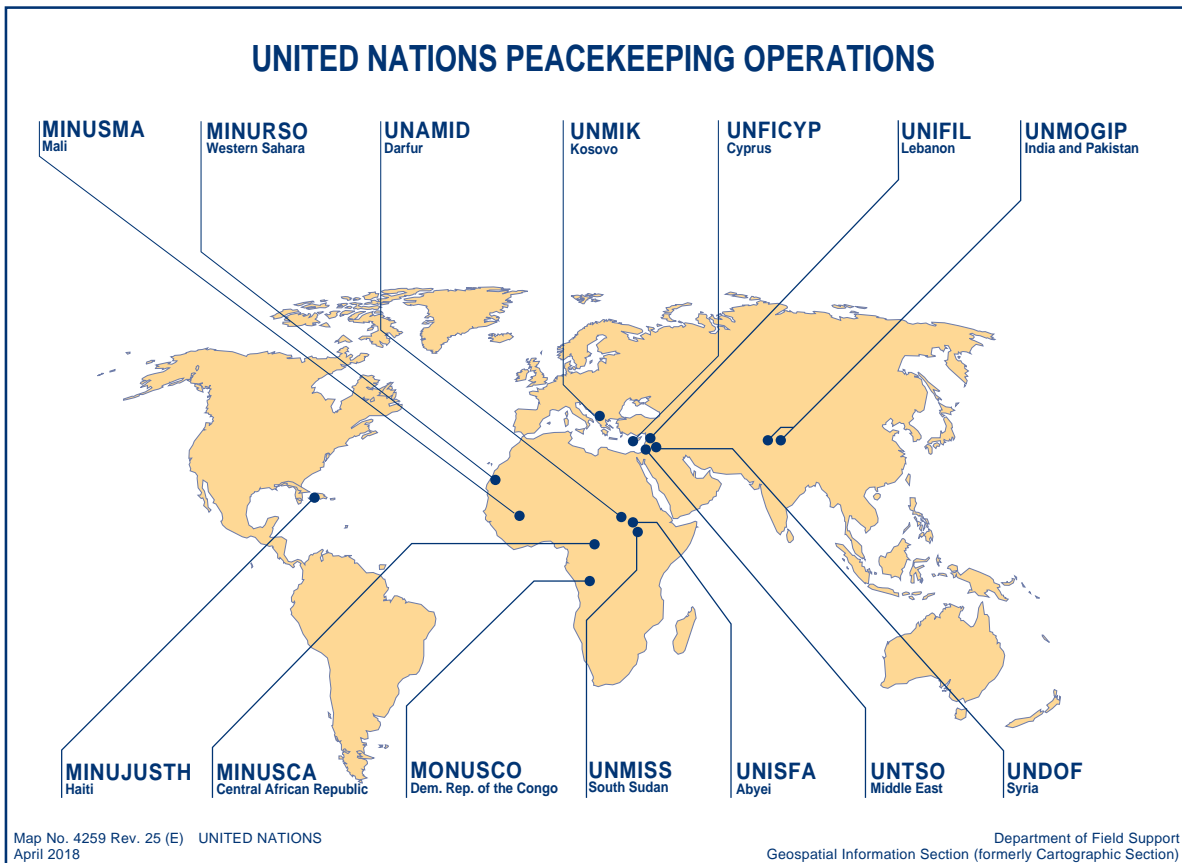 UNITED NATIONS PEACEKEEPING OPERATIONS
MINUSMA
Mali
MINURSO
Western Sahara
UNAMID
Darfur
UNMIK
Kosovo
UNFICYP
Cyprus
UNIFIL
Lebanon
UNMOGIP
India and Pakistan
MINUJUSTH
Haiti
MINUSCA
Central African Republic
MONUSCO
Dem. Rep. of the Congo
UNMISS
South Sudan
UNISFA
Abyei
UNTSO
Middle East
UNDOF
Syria
Map No. 4259 Rev. 25 (E) UNITED NATIONS
April 2018
Department of Field Support
Geospatial Information Section (formerly Cartographic Section)